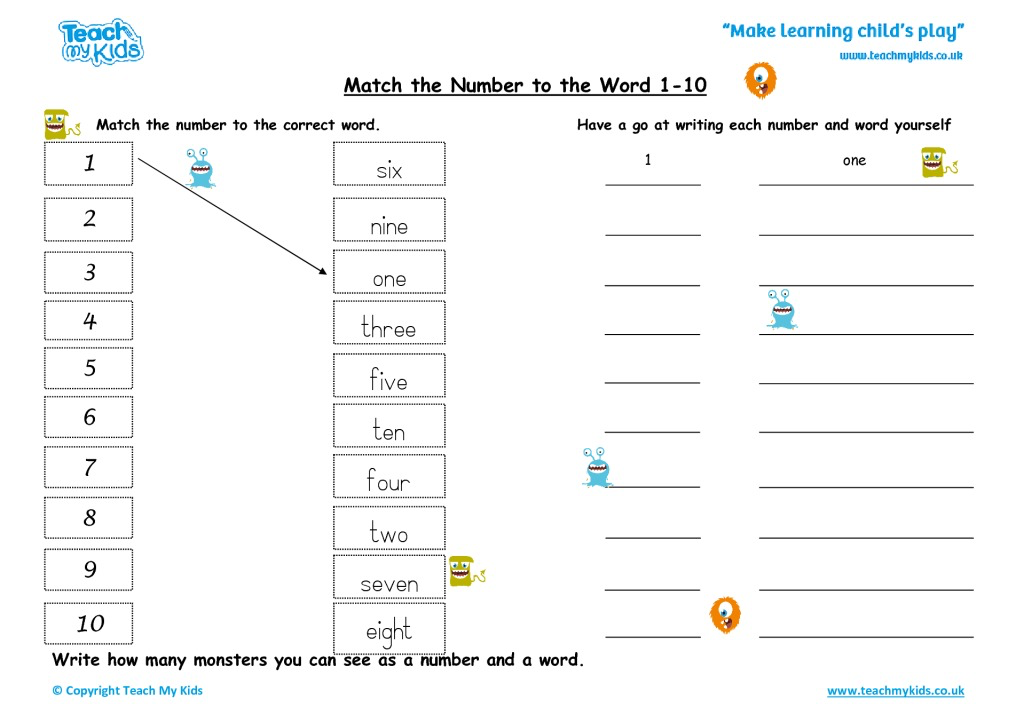 Teach
my Kids
“Make learning child’s play”
www.teachmykids.co.uk
Match the Number to the Word 1-10
Match the number to the correct word.
1
2
3
4
5
6
7
8
9
10
six
nine
one
three
five
ten
four
two
seven
eight
Have a go at writing each number and word yourself
1 one
Write how many monsters you can see as a number and a word.
© Copyright Teach My Kids
www.teachmykids.co.uk